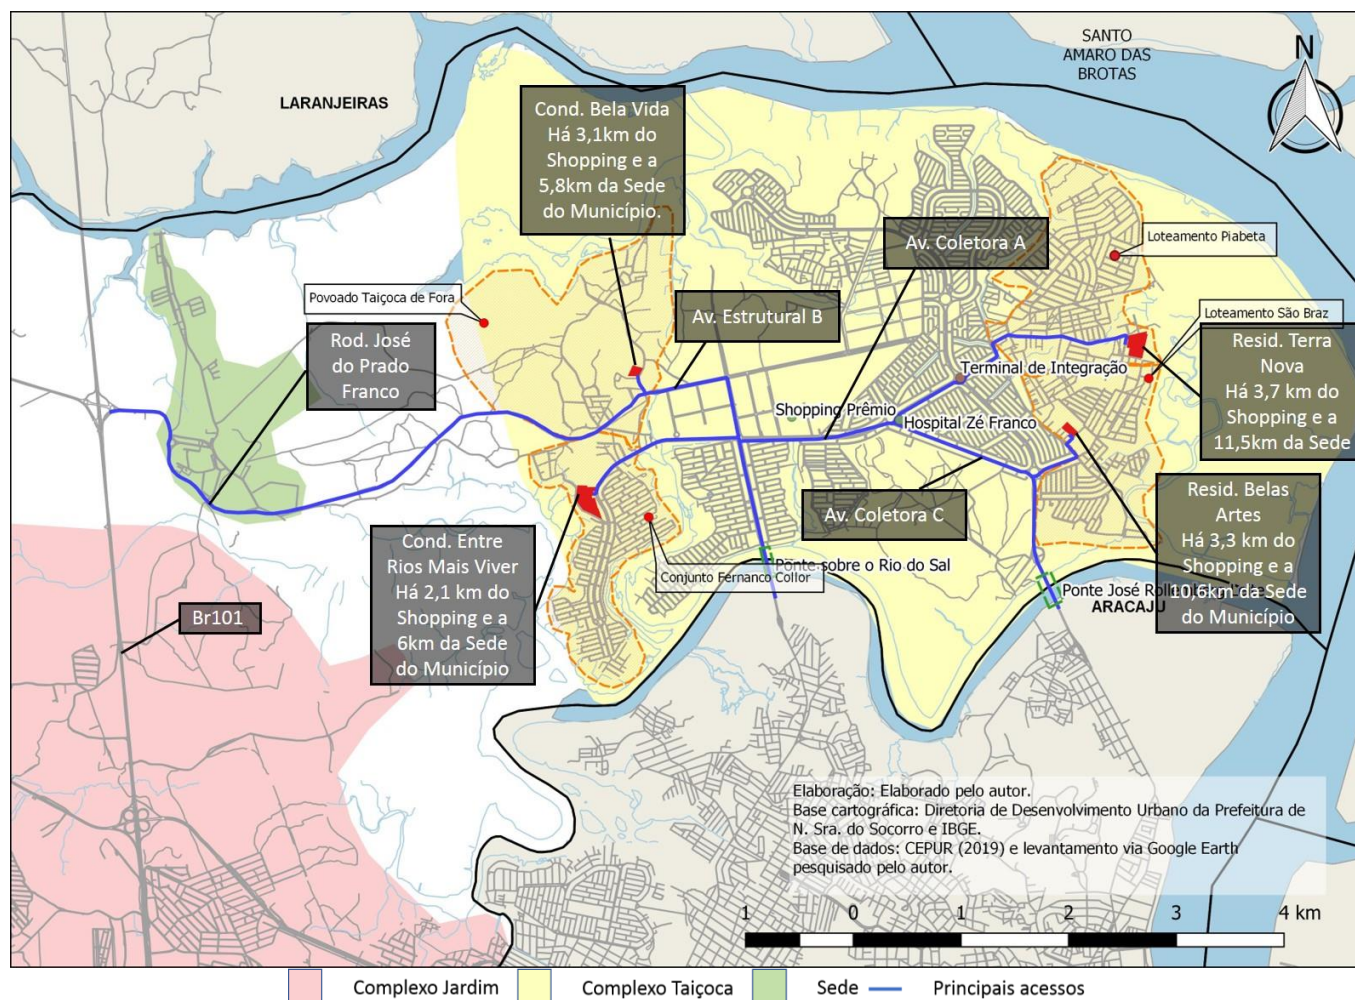 SANTO
AMARO DAS
BROTAS
N
LARANJEIRAS
Cond. Bela Vida
Há 3,1km do
Shopping e a
5,8km da Sede
do Município.
Av. Coletora A
Loteamento Piabeta
Povoado Taiçoca de Fora
Av. Estrutural B
Loteamento São Braz
Rod. José
do Prado
Franco
Resid. Terra
Nova
Há 3,7 km do
Shopping e a
11,5km da Sede
Terminal de Integração
Shopping Prêmio
Hospital Zé Franco
Av. Coletora C
Resid. Belas
Artes
Há 3,3 km do
Shopping e a
10,6km da Sede
do Município
Cond. Entre
Rios Mais Viver
Há 2,1 km do
Shopping e a
6km da Sede
do Município
Ponte sobre o Rio do Sal
Conjunto Fernanco Collor
Ponte José
ARACAJU
Br101
Elaboração: Elaborado pelo autor.
Base cartográfica: Diretoria de Desenvolvimento Urbano da Prefeitura de
N. Sra. do Socorro e IBGE.
Base de dados: CEPUR (2019) e levantamento via Google Earth
pesquisado pelo autor.
1 0 1 2 3 4 km
Complexo Jardim
Complexo Taiçoca
Sede
Principais acessos